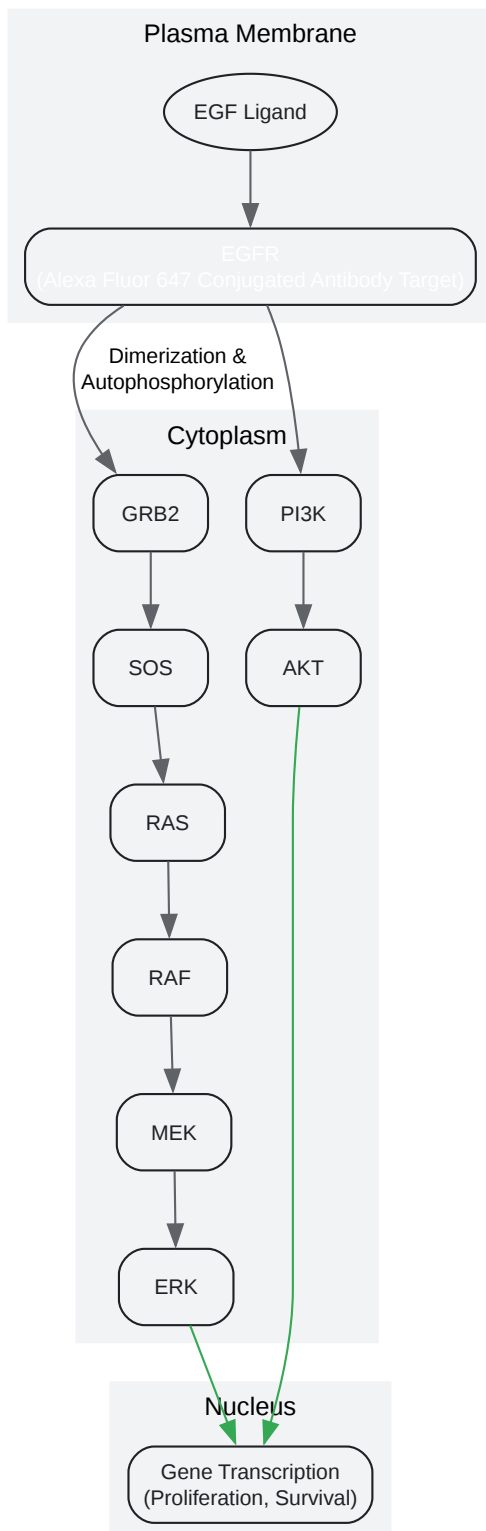 Plasma Membrane
EGF Ligand
EGFR
(Alexa Fluor 647 Conjugated Antibody Target)
Dimerization &
Autophosphorylation
Cytoplasm
GRB2
PI3K
SOS
AKT
RAS
RAF
MEK
ERK
Nucleus
Gene Transcription
(Proliferation, Survival)